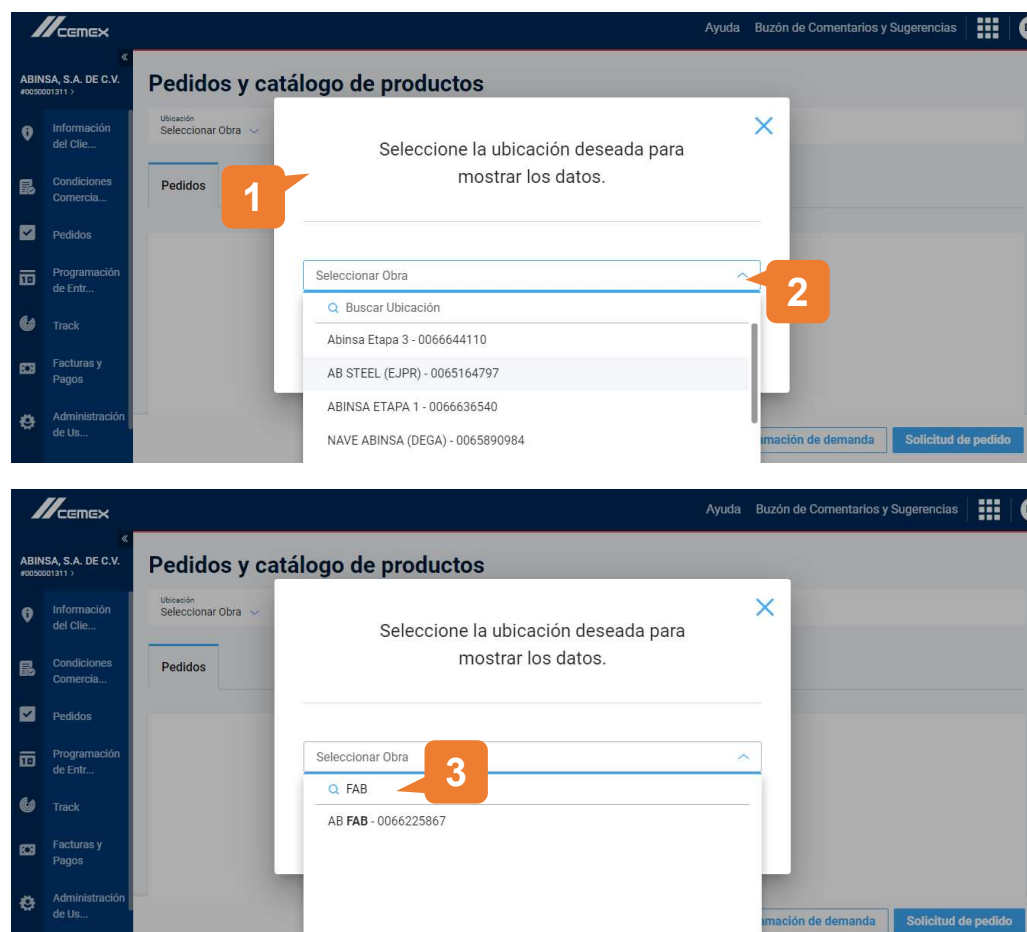 CEMEX
Ayuda Buzón de Comentarios y Sugerencias
ABINSA, S.A. DE C.V.
#0050001311 >
Pedidos y catálogo de productos
Ubicación
Seleccionar Obra
Información
del Clie...
Condiciones
Comercia...
Pedidos
Programación
de Entr...
Track
Facturas y
Pagos
Administración
de Us...
Pedidos
1
Seleccione la ubicación deseada para
mostrar los datos.
Seleccionar Obra
2
Buscar Ubicación
Abinsa Etapa 3 - 0066644110
AB STEEL (EJPR) - 0065164797
ABINSA ETAPA 1 - 0066636540
NAVE ABINSA (DEGA) - 0065890984
amación de demanda
Solicitud de pedido
CEMEX
Ayuda Buzón de Comentarios y Sugerencias
ABINSA, S.A. DE C.V.
#0050001311 >
Pedidos y catálogo de productos
Ubicación
Seleccionar Obra
Información
del Clie...
Condiciones
Comercia...
Pedidos
Programación
de Entr...
Track
Facturas y
Pagos
Administración
de Us...
Pedidos
Seleccione la ubicación deseada para
mostrar los datos.
Seleccionar Obra
3
FAB
AB FAB - 0066225867
amación de demanda
Solicitud de pedido